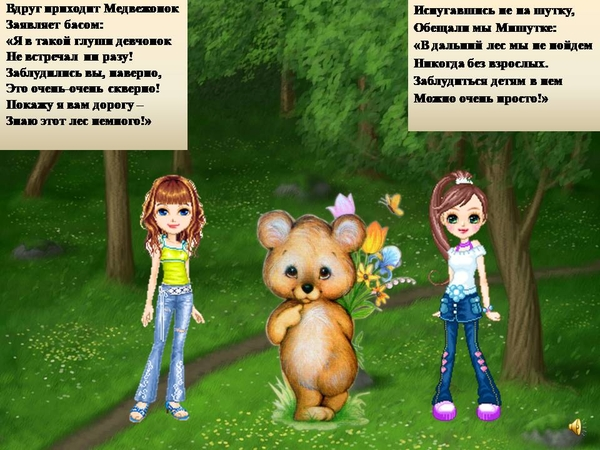 Вдруг приходит Медвежонок
Заявляет басом:
«Я в такой глуши девчонок
Не встречал ни разу!
Заблудились вы, наверно,
Это очень-очень скверно!
Покажу я вам дорогу –
Знаю этот лес немного!»
Испугавшись не на шутку,
Обещали мы Мишутке:
«В дальний лес мы не пойдем
Никогда без взрослых.
Заблудиться детям в нем
Можно очень просто!»